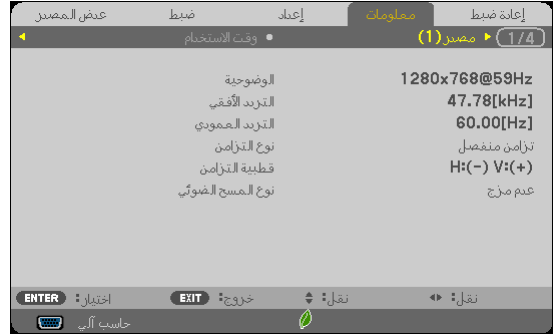 عرض المصدر ضبط إعداد معلومات إعادة ضبط
وقت الاستخدام مصدر(1) 1/4
الوضوحية 1280x768@59Hz
التردد الأفقي 47.78[kHz]
التردد العمودي 60.00[Hz]
نوع التزامن تزامن منفصل
قطبية التزامن H:(-) V:(+)
نوع المسح الضوئي عدم مزج
ENTER اختيار: EXIT خروج: نقل: نقل:
حاسب آلي